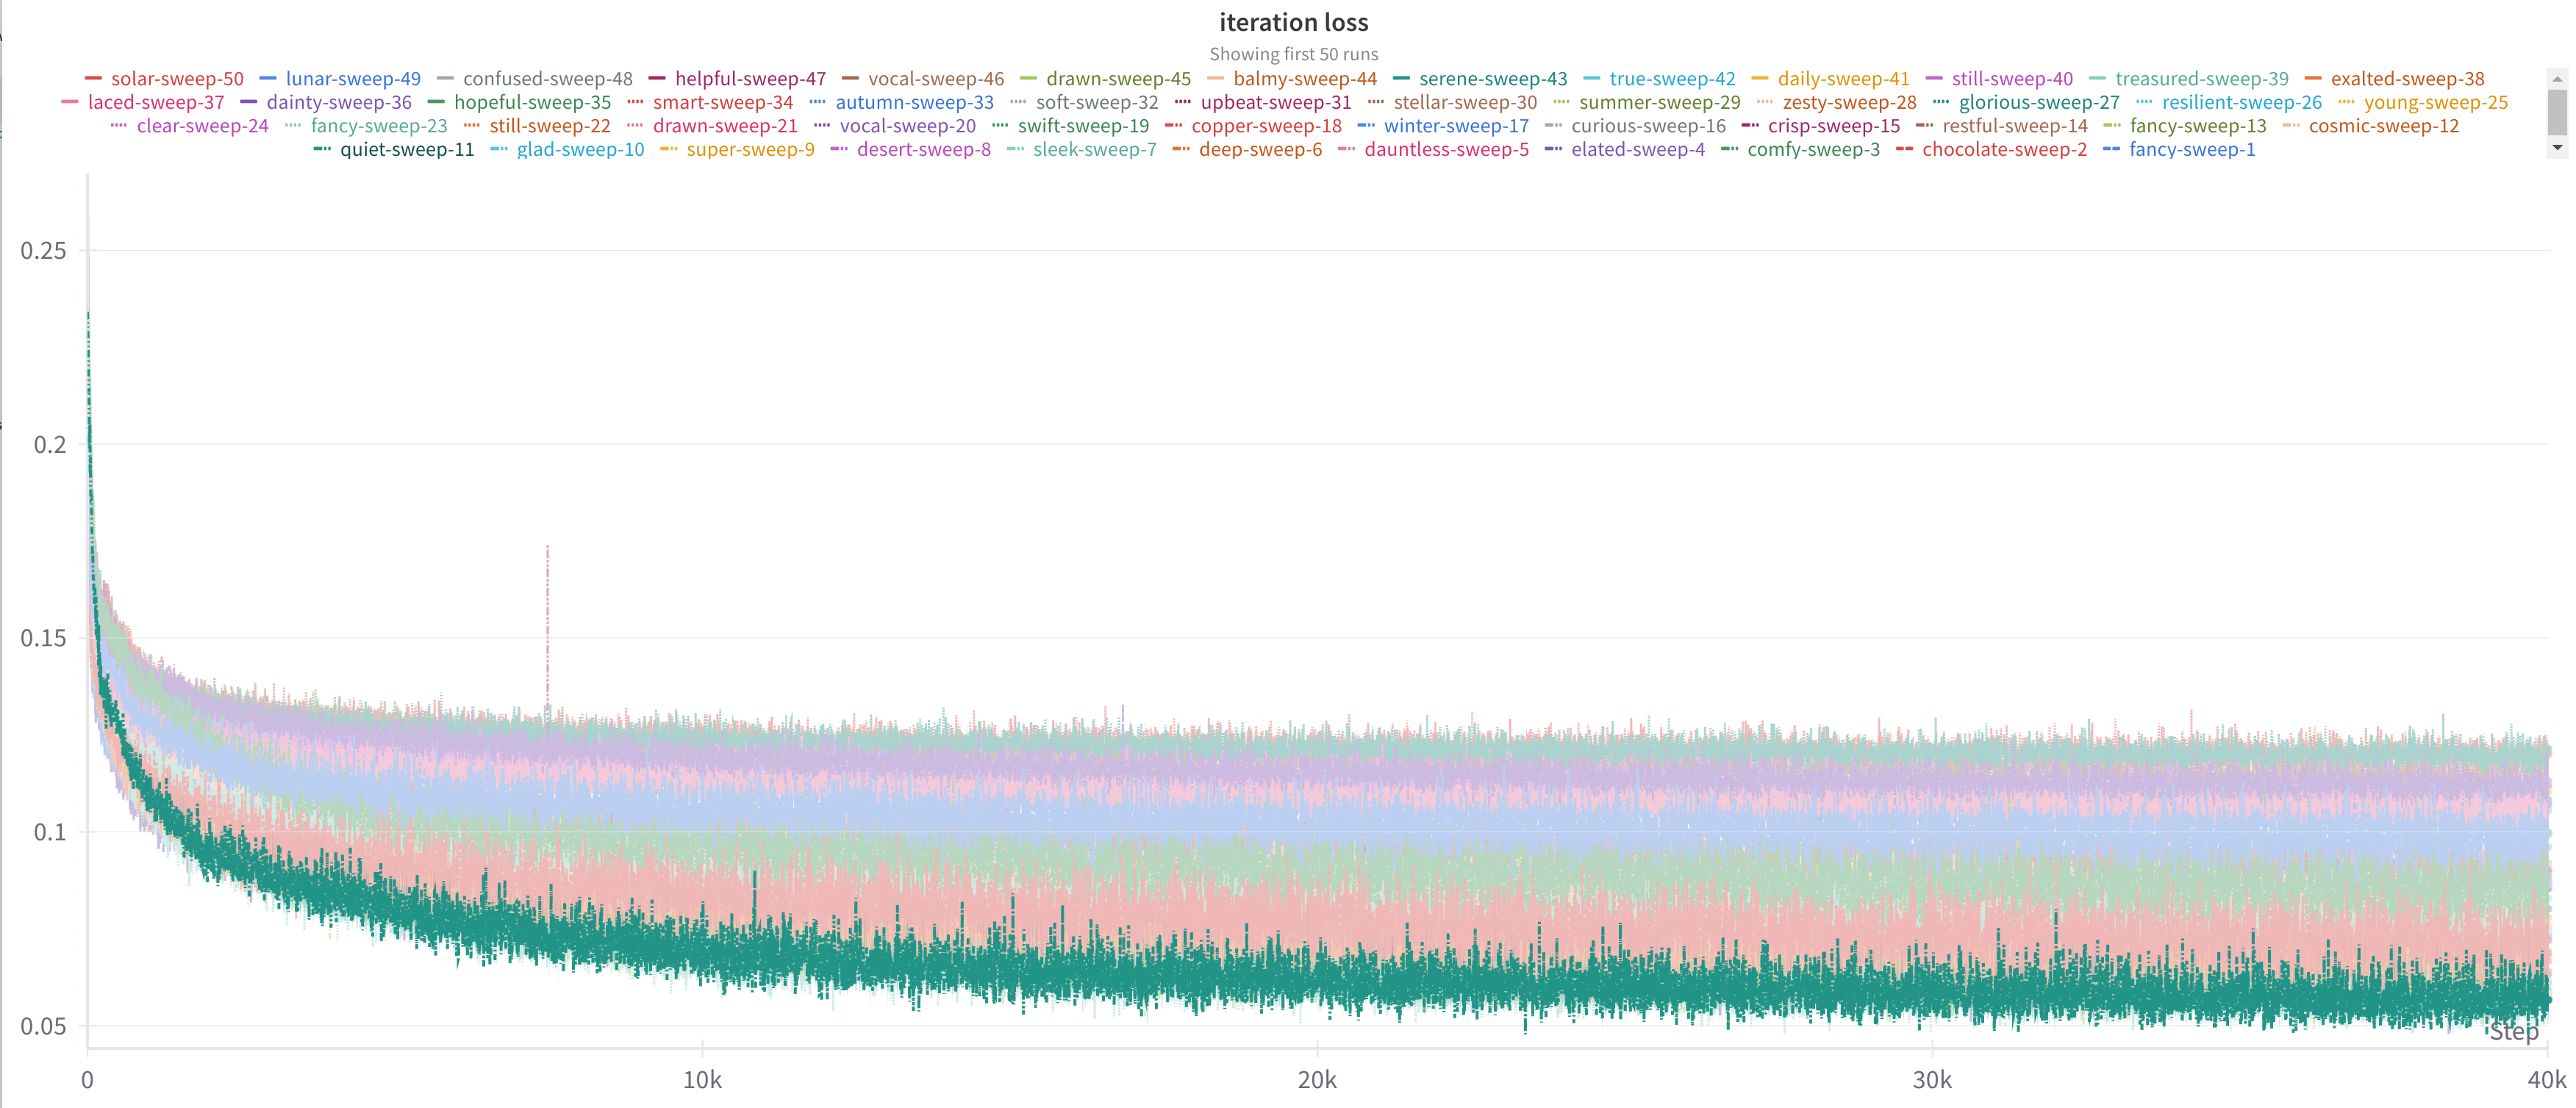 iteration loss
Showing first 50 runs
solar-sweep-50 lunar-sweep-49 confused-sweep-48 helpful-sweep-47 vocal-sweep-46 drawn-sweep-45 balmy-sweep-44 serene-sweep-43 true-sweep-42 daily-sweep-41 still-sweep-40 treasured-sweep-39 exalted-sweep-38
laced-sweep-37 dainty-sweep-36 hopeful-sweep-35 smart-sweep-34 autumn-sweep-33 soft-sweep-32 upbeat-sweep-31 stellar-sweep-30 summer-sweep-29 zesty-sweep-28 glorious-sweep-27 resilient-sweep-26 young-sweep-25
clear-sweep-24 fancy-sweep-23 still-sweep-22 drawn-sweep-21 vocal-sweep-20 swift-sweep-19 copper-sweep-18 winter-sweep-17 curious-sweep-16 crisp-sweep-15 restful-sweep-14 fancy-sweep-13 cosmic-sweep-12
quiet-sweep-11 glad-sweep-10 super-sweep-9 desert-sweep-8 sleek-sweep-7 deep-sweep-6 dauntless-sweep-5 elated-sweep-4 comfy-sweep-3 chocolate-sweep-2 fancy-sweep-1
0.25
0.2
0.15
0.1
0.05
Step
0 10k 20k 30k 40k